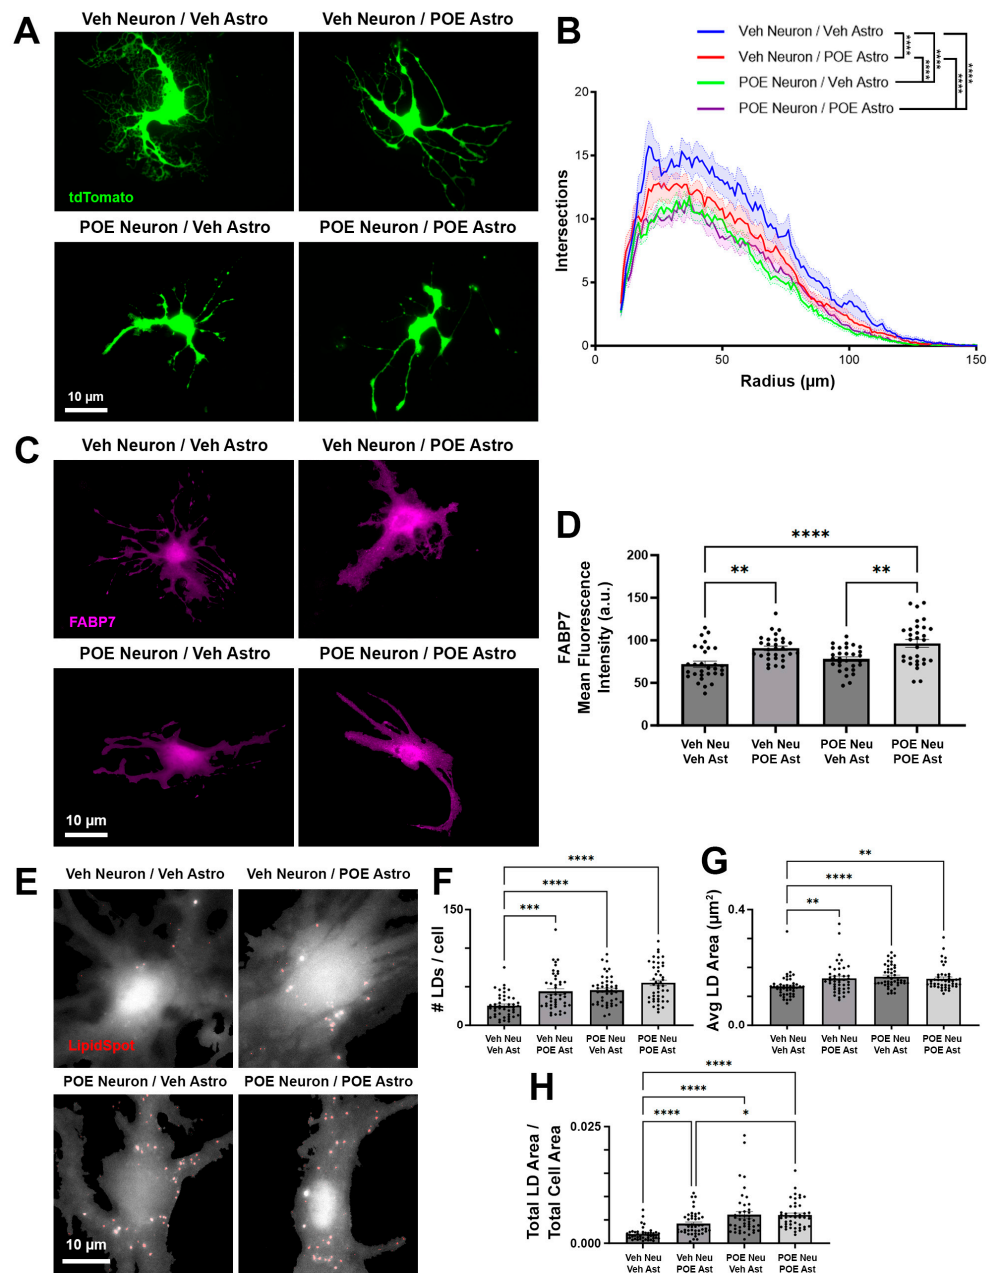 A
Veh Neuron / Veh Astro
Veh Neuron / POE Astro
tdTomato
POE Neuron / Veh Astro
POE Neuron / POE Astro
10 µm
B
Veh Neuron / Veh Astro
Veh Neuron / POE Astro
POE Neuron / Veh Astro
POE Neuron / POE Astro
****
****
****
****
****
20
15
10
5
0
Intersections
0
50
100
150
Radius (µm)
C
Veh Neuron / Veh Astro
Veh Neuron / POE Astro
FABP7
POE Neuron / Veh Astro
POE Neuron / POE Astro
10 µm
D
****
**
**
200
150
100
50
0
FABP7
Mean Fluorescence
Intensity (a.u.)
Veh Neu
Veh Ast
Veh Neu
POE Ast
POE Neu
Veh Ast
POE Neu
POE Ast
E
Veh Neuron / Veh Astro
Veh Neuron / POE Astro
LipidSpot
POE Neuron / Veh Astro
POE Neuron / POE Astro
10 µm
F
****
****
***
150
0
# LDs / cell
Veh Neu
Veh Ast
Veh Neu
POE Ast
POE Neu
Veh Ast
POE Neu
POE Ast
G
**
****
**
0.4
0.0
Avg LD Area (µm²)
Veh Neu
Veh Ast
Veh Neu
POE Ast
POE Neu
Veh Ast
POE Neu
POE Ast
H
****
****
****
*
0.025
0.000
Total LD Area /
Total Cell Area
Veh Neu
Veh Ast
Veh Neu
POE Ast
POE Neu
Veh Ast
POE Neu
POE Ast